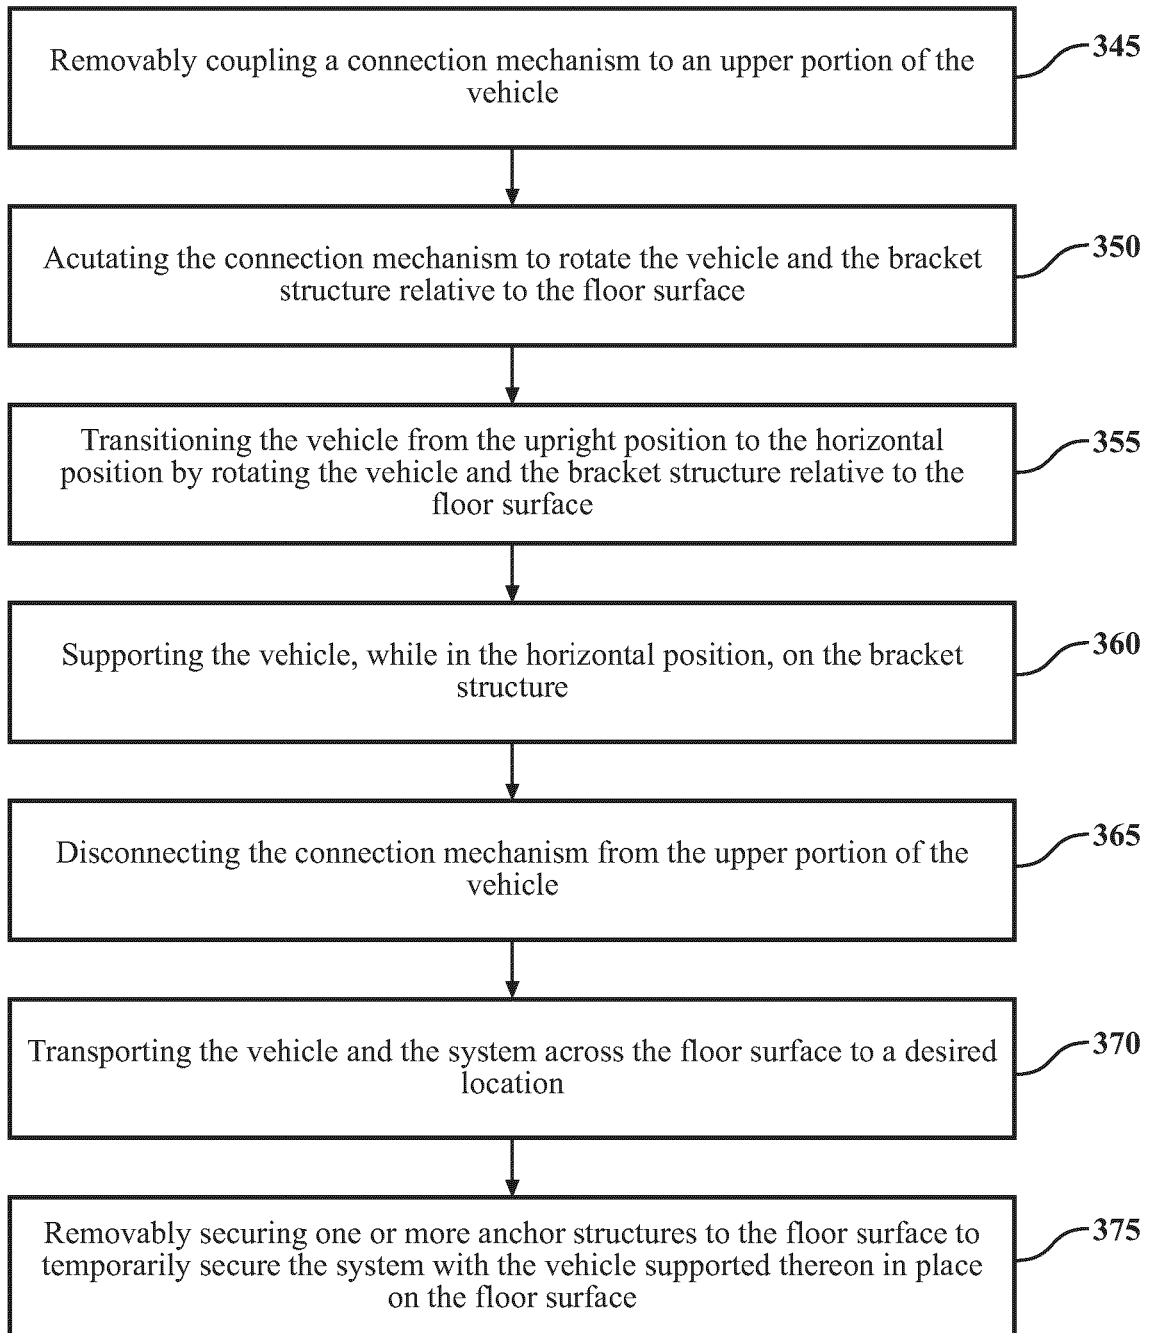 Removably coupling a connection mechanism to an upper portion of the
vehicle
345
Acutating the connection mechanism to rotate the vehicle and the bracket
structure relative to the floor surface
350
Transitioning the vehicle from the upright position to the horizontal
position by rotating the vehicle and the bracket structure relative to the
floor surface
355
Supporting the vehicle, while in the horizontal position, on the bracket
structure
360
Disconnecting the connection mechanism from the upper portion of the
vehicle
365
Transporting the vehicle and the system across the floor surface to a desired
location
370
Removably securing one or more anchor structures to the floor surface to
temporarily secure the system with the vehicle supported thereon in place
on the floor surface
375